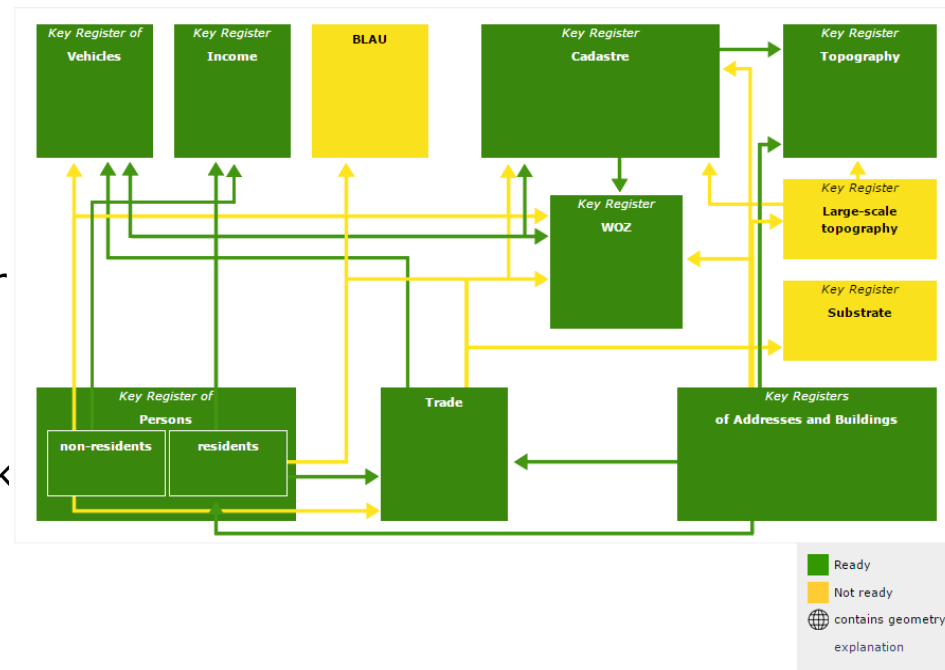 Key Register of
Vehicles
Key Register
Income
BLAU
Key Register
Cadastre
Key Register
Topography
Key Register
WOZ
Key Register
Large-scale
topography
Key Register
Substrate
Key Register of
Persons
non-residents
residents
Trade
Key Registers
of Addresses and Buildings
Ready
Not ready
contains geometry
explanation